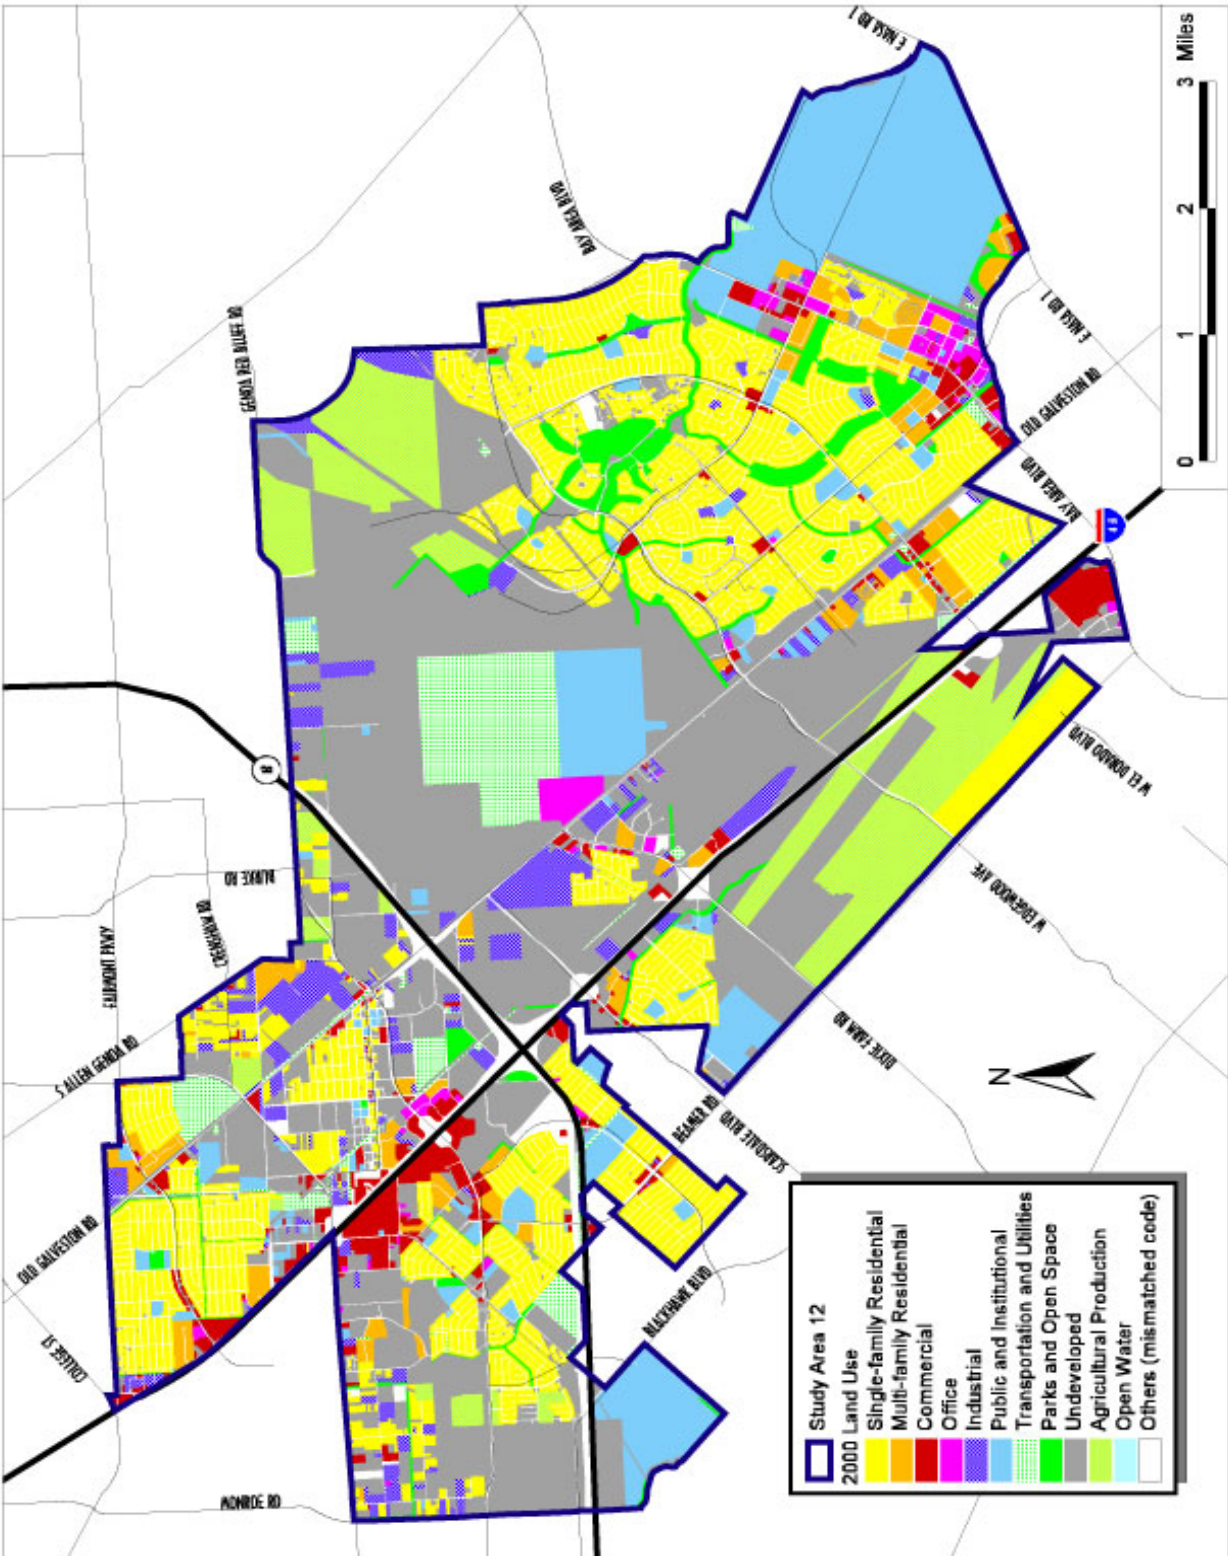 E NASA RD 1
BAY AREA BLVD
GENOA RED BLUFF RD
3 Miles
2
1
0
E NASA RD 1
OLD GALVESTON RD
BAY AREA BLVD
45
8
W EL DORADO BLVD
W EDGEWOOD AVE
BURKE RD
CRENSHAW RD
FAIRMONT PKWY
S ALLEN GENOA RD
DIXIE FARM RD
N
BEAMER RD
SCARSDALE BLVD
OLD GALVESTON RD
BLACKHAWK BLVD
COLLEGE ST
MONROE RD
Study Area 12
2000 Land Use
Single-family Residential
Multi-family Residential
Commercial
Office
Industrial
Public and Institutional
Transportation and Utilities
Parks and Open Space
Undeveloped
Agricultural Production
Open Water
Others (mismatched code)